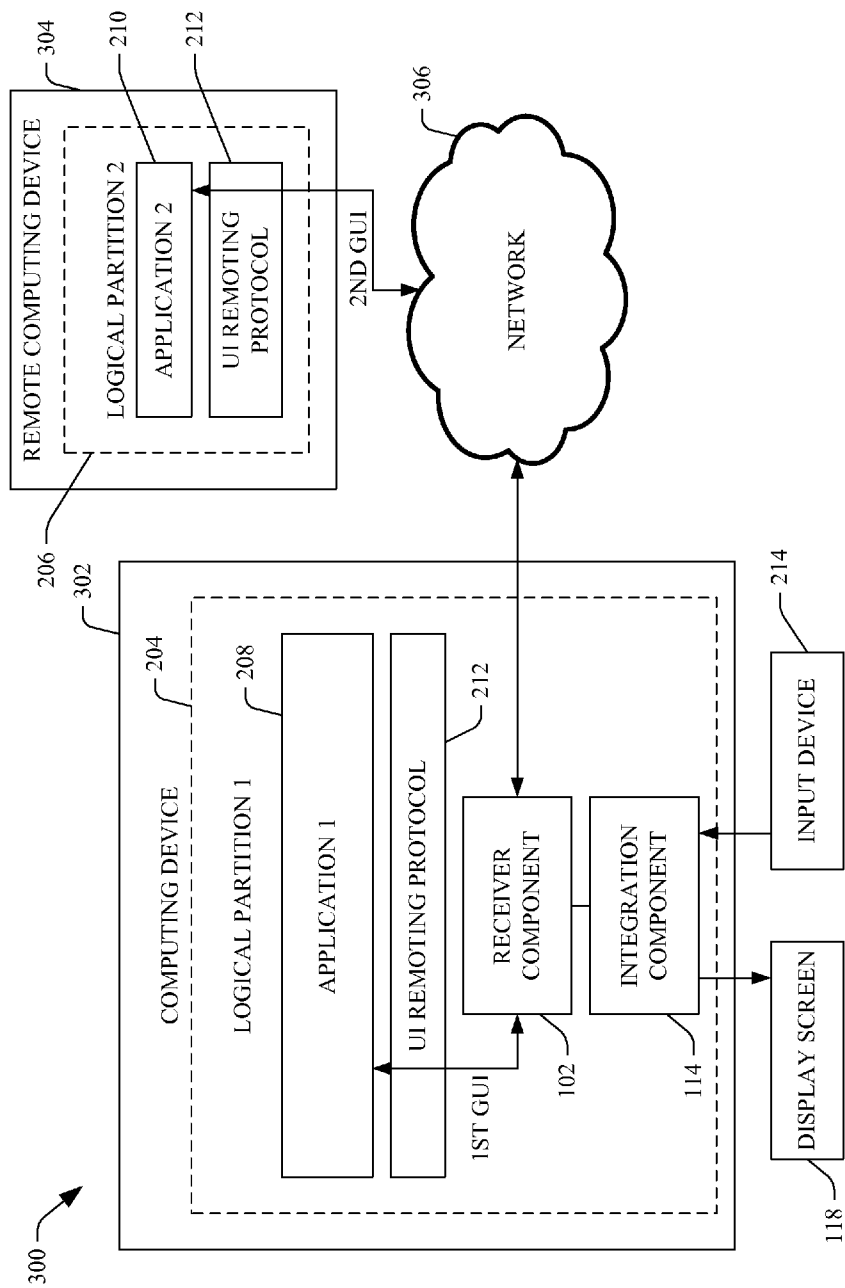 300
302
COMPUTING DEVICE
204
LOGICAL PARTITION 1
208
APPLICATION 1
UI REMOTING PROTOCOL
212
1ST GUI
RECEIVER
COMPONENT
102
INTEGRATION
COMPONENT
114
DISPLAY SCREEN
118
INPUT DEVICE
214
REMOTE COMPUTING DEVICE
304
206
LOGICAL PARTITION 2
APPLICATION 2
210
UI REMOTING
PROTOCOL
212
2ND GUI
NETWORK
306